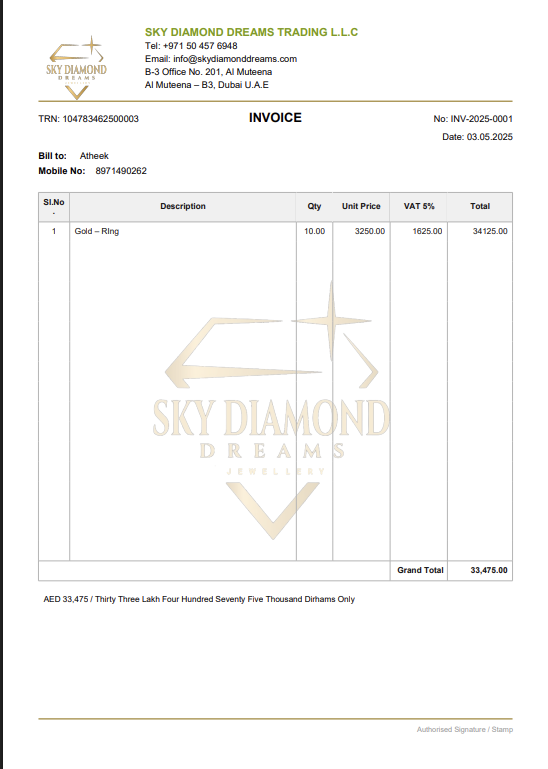 SKY DIAMOND DREAMS TRADING L.L.C
Tel: +971 50 457 6948
Email: info@skydiamonddreams.com
B-3 Office No. 201, Al Muteena
Al Muteena – B3, Dubai U.A.E
SKY DIAMOND
DREAMS
TRN: 104783462500003 INVOICE No: INV-2025-0001
Date: 03.05.2025
Bill to: Atheek
Mobile No: 8971490262
Sl.No. Description Qty Unit Price VAT 5% Total
1 Gold – RIng 10.00 3250.00 1625.00 34125.00
SKY DIAMOND
DREAMS
JEWELLERY
Grand Total 33,475.00
AED 33,475 / Thirty Three Lakh Four Hundred Seventy Five Thousand Dirhams Only
Authorised Signature / Stamp